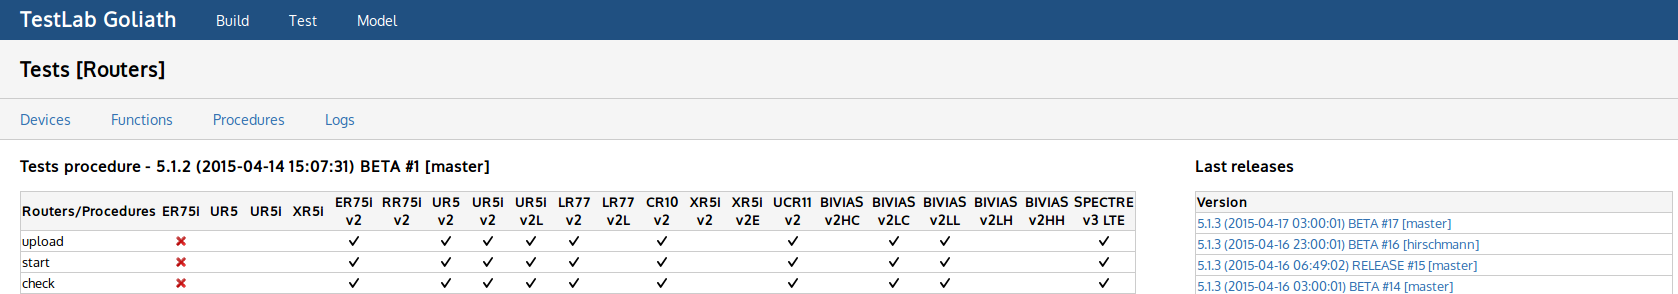 TestLab Goliath Build Test Model
Tests [Routers]
Devices Functions Procedures Logs
Tests procedure - 5.1.2 (2015-04-14 15:07:31) BETA #1 [master]
Routers/Procedures ER75i UR5 UR5i XR5i ER75i v2 RR75i v2 UR5 v2 UR5i v2 UR5i v2L LR77 v2 LR77 v2L CR10 v2 XR5i v2 XR5i v2E UCR11 v2 BIVIAS v2HC BIVIAS v2LC BIVIAS v2LL BIVIAS v2LH BIVIAS v2HH SPECTRE v3 LTE
upload
start
check
Last releases
Version
5.1.3 (2015-04-17 03:00:01) BETA #17 [master]
5.1.3 (2015-04-16 23:00:01) BETA #16 [hirschmann]
5.1.3 (2015-04-16 06:49:02) RELEASE #15 [master]
5.1.3 (2015-04-16 03:00:01) BETA #14 [master]